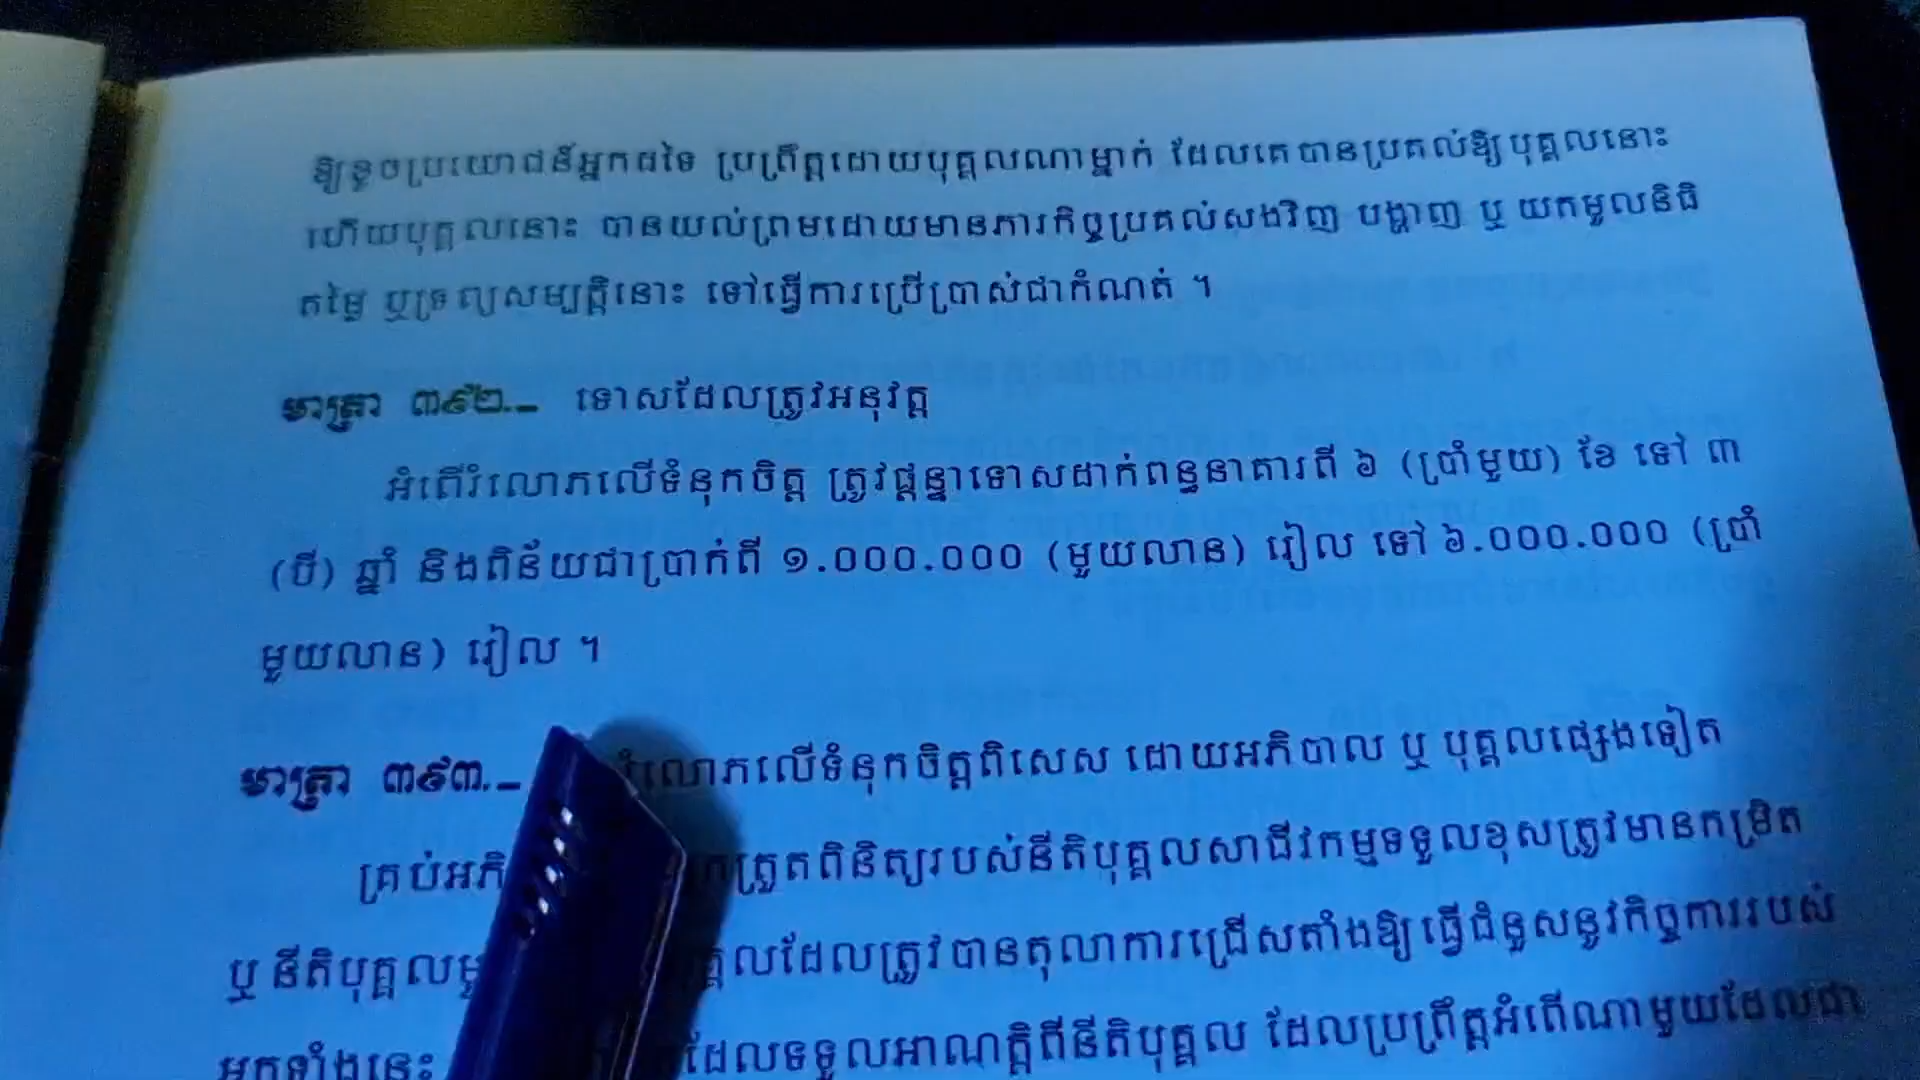 ឱ្យខូចប្រយោជន៍អ្នកដទៃ ប្រព្រឹត្តដោយបុគ្គលណាម្នាក់ ដែលគេបានប្រគល់ឱ្យបុគ្គលនោះ
ហើយបុគ្គលនោះ បានយល់ព្រមដោយមានភារកិច្ចប្រគល់សងវិញ បង្ហាញ ឬ យកមូលនិធិ
តម្លៃ ឬទ្រព្យសម្បត្តិនោះ ទៅធ្វើការប្រើប្រាស់ជាកំណត់ ។
មាត្រា ៣៩២._ ទោសដែលត្រូវអនុវត្ត
អំពើរំលោភលើទំនុកចិត្ត ត្រូវផ្តន្ទាទោសដាក់ពន្ធនាគារពី ៦ (ប្រាំមួយ) ខែ ទៅ ៣
(បី) ឆ្នាំ និងពិន័យជាប្រាក់ពី ១.០០០.០០០ (មួយលាន) រៀល ទៅ ៦.០០០.០០០ (ប្រាំ
មួយលាន) រៀល ។
មាត្រា ៣៩៣._ រំលោភលើទំនុកចិត្តពិសេស ដោយអភិបាល ឬ បុគ្គលផ្សេងទៀត
គ្រប់អភិ ត្រួតពិនិត្យរបស់នីតិបុគ្គលសាជីវកម្មទទួលខុសត្រូវមានកម្រិត
ឬ នីតិបុគ្គល ដែលត្រូវបានតុលាការជ្រើសតាំងឱ្យធ្វើជំនួសនូវកិច្ចការរបស់
អ្នកទាំងនេះ ដែលទទួលអាណត្តិពីនីតិបុគ្គល ដែលប្រព្រឹត្តអំពើណាមួយដែលជា